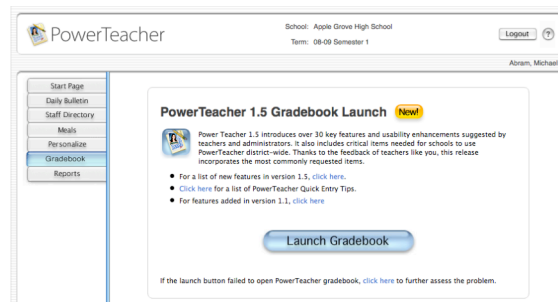 PowerTeacher
School: Apple Grove High School
Term: 08-09 Semester 1
Logout
?
Abram, Michael
Start Page
Daily Bulletin
Staff Directory
Meals
Personalize
Gradebook
Reports
PowerTeacher 1.5 Gradebook Launch New!
Power Teacher 1.5 introduces over 30 key features and usability enhancements suggested by
teachers and administrators. It also includes critical items needed for schools to use
PowerTeacher district-wide. Thanks to the feedback of teachers like you, this release
incorporates the most commonly requested items.
• For a list of new features in version 1.5, click here.
• Click here for a list of PowerTeacher Quick Entry Tips.
• For features added in version 1.1, click here
Launch Gradebook
If the launch button failed to open PowerTeacher gradebook, click here to further assess the problem.